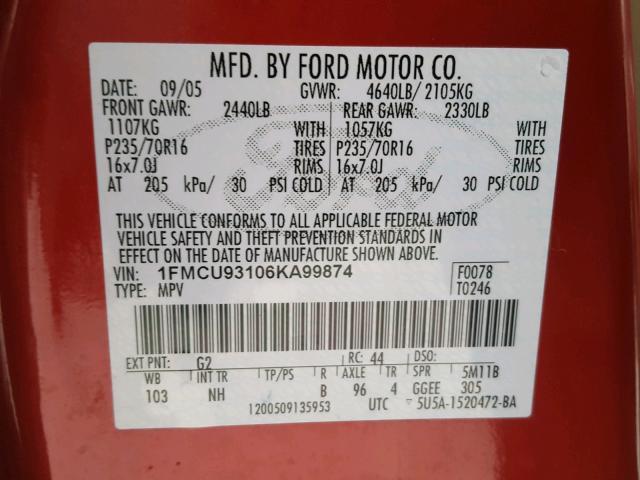 MFD. BY FORD MOTOR CO.
DATE: 09/05 GVWR: 4640LB/ 2105KG
FRONT GAWR: 2440LB REAR GAWR: 2330LB
1107KG WITH 1057KG WITH
P235/70R16 TIRES P235/70R16 TIRES
16x7.0J RIMS 16x7.0J RIMS
AT 205 kPa/ 30 PSI COLD AT 205 kPa/ 30 PSI COLD
Ford
THIS VEHICLE CONFORMS TO ALL APPLICABLE FEDERAL MOTOR
VEHICLE SAFETY AND THEFT PREVENTION STANDARDS IN
EFFECT ON THE DATE OF MANUFACTURE SHOWN ABOVE.
VIN: 1FMCU93106KA99874 F0078
TYPE: MPV T0246
EXT PNT: G2 RC: 44 DSO:
WB INT TR TP/PS R AXLE TR SPR 5M11B
103 NH B 96 4 GGEE 305
1200509135953 UTC 5U5A-1520472-BA